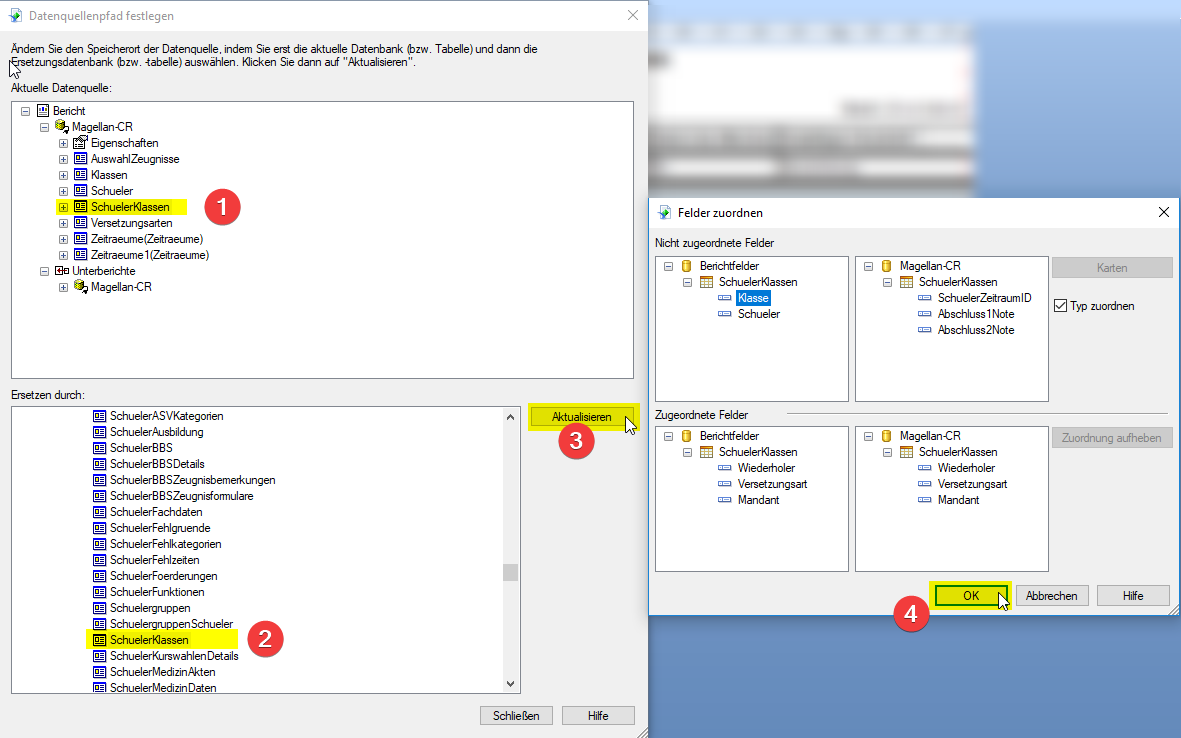 Datenquellenpfad festlegen
Ändern Sie den Speicherort der Datenquelle, indem Sie erst die aktuelle Datenbank (bzw. Tabelle) und dann die
Ersetzungsdatenbank (bzw. -tabelle) auswählen. Klicken Sie dann auf "Aktualisieren".
Aktuelle Datenquelle:
Bericht
Magellan-CR
Eigenschaften
AuswahlZeugnisse
Klassen
Schueler
SchuelerKlassen
1
Versetzungsarten
Zeitraeume(Zeitraeume)
Zeitraeume1(Zeitraeume)
Unterberichte
Magellan-CR
Ersetzen durch:
SchuelerASVKategorien
SchuelerAusbildung
SchuelerBBS
SchuelerBBSDetails
SchuelerBBSZeugnisbemerkungen
SchuelerBBSZeugnisformulare
SchuelerFachdaten
SchuelerFehlgruende
SchuelerFehlkategorien
SchuelerFehlzeiten
SchuelerFoerderungen
SchuelerFunktionen
Schuelergruppen
SchuelergruppenSchueler
SchuelerKlassen
2
SchuelerKurswahlenDetails
SchuelerMedizinAkten
SchuelerMedizinDaten
Aktualisieren
3
Schließen
Hilfe
Felder zuordnen
Nicht zugeordnete Felder
Berichtfelder
SchuelerKlassen
Klasse
Schueler
Magellan-CR
SchuelerKlassen
SchuelerZeitraumID
Abschluss1Note
Abschluss2Note
Karten
Typ zuordnen
Zugeordnete Felder
Berichtfelder
SchuelerKlassen
Wiederholer
Versetzungsart
Mandant
Magellan-CR
SchuelerKlassen
Wiederholer
Versetzungsart
Mandant
Zuordnung aufheben
4
OK
Abbrechen
Hilfe